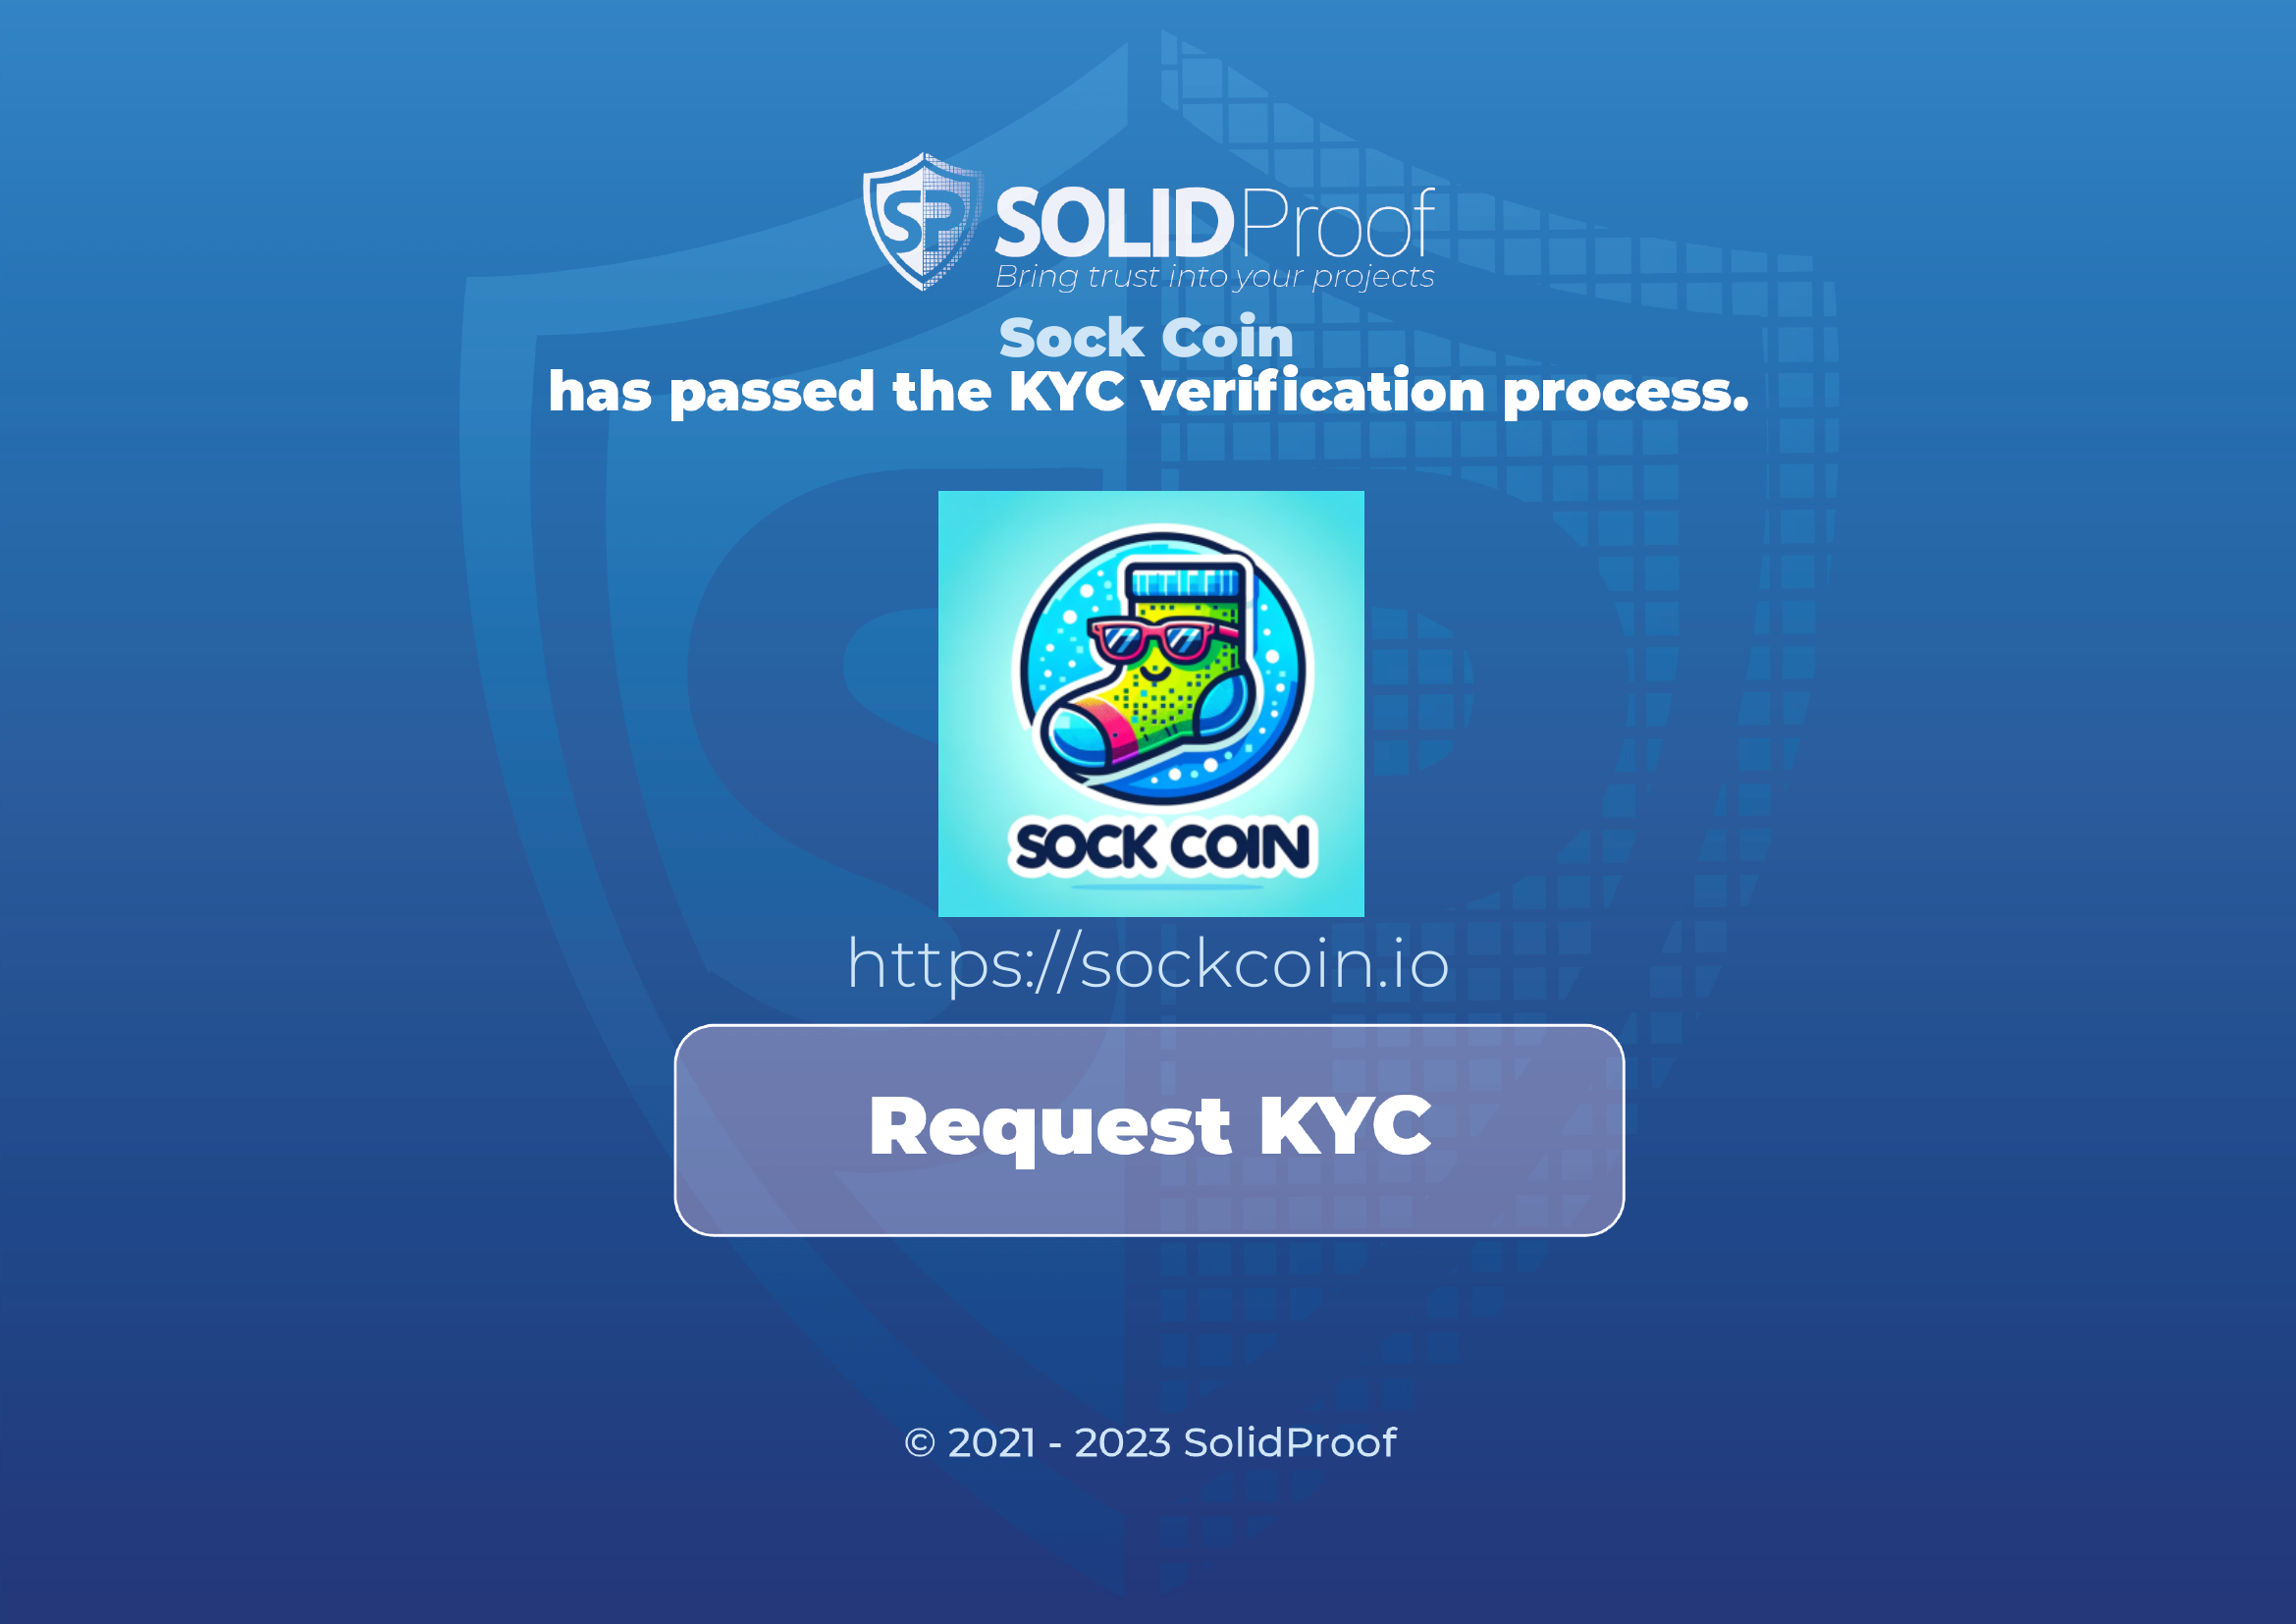 SP SOLIDProof
Bring trust into your projects
Sock Coin
has passed the KYC verification process.
SOCK COIN
https://sockcoin.io
Request KYC
© 2021 - 2023 SolidProof